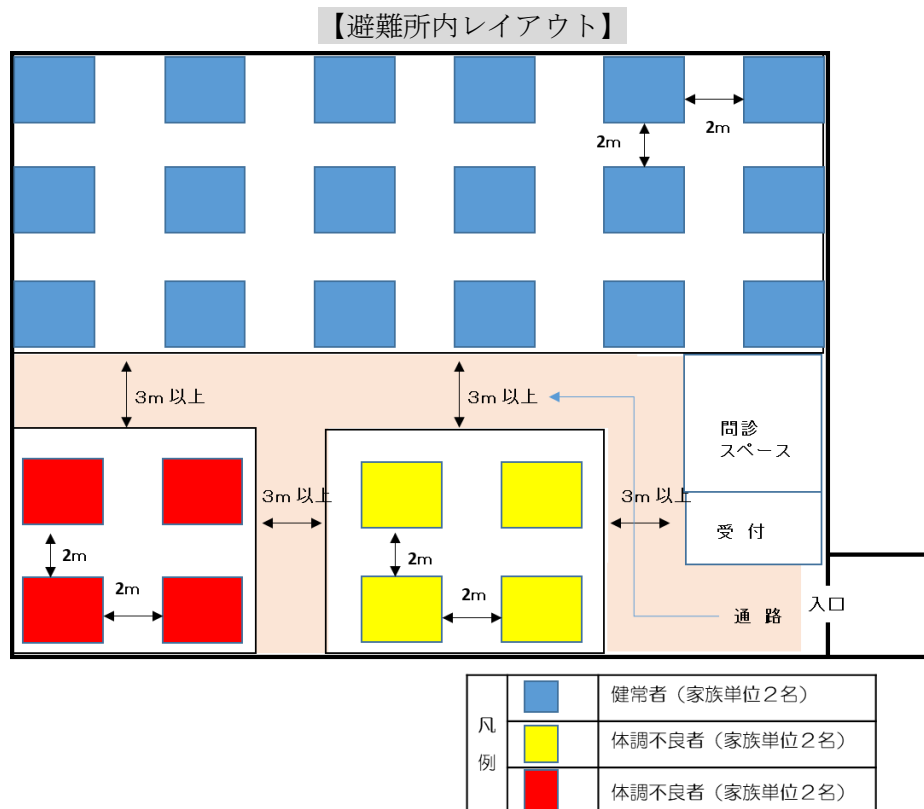 【避難所内レイアウト】
2m
2m
3m 以上
3m 以上
問診
スペース
3m 以上
3m 以上
受 付
2m
2m
2m
2m
通 路
入口
凡
例
健常者(家族単位2名)
体調不良者(家族単位2名)
体調不良者(家族単位2名)